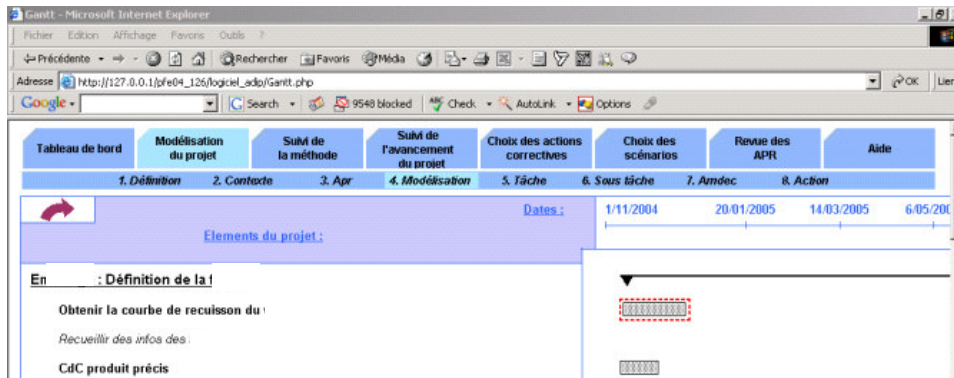 Gantt - Microsoft Internet Explorer
Fichier Edition Affichage Favoris Outils ?
Précédente Rechercher Favoris Média
Adresse http://127.0.0.1/pfe04_126/logiciel_adip/Gantt.php OK Lier
Google Search 9548 blocked Check AutoLink Options
Tableau de bord Modélisation du projet Suivi de la méthode Suivi de l'avancement du projet Choix des actions correctives Choix des scénarios Revue des APR Aide
1. Définition 2. Contexte 3. Apr 4. Modélisation 5. Tâche 6. Sous tâche 7. Amdec 8. Action
Dates : 1/11/2004 20/01/2005 14/03/2005 6/05/200
Elements du projet :
En : Définition de la f
Obtenir la courbe de recuisson du
Recueillir des infos des
CdC produit précis